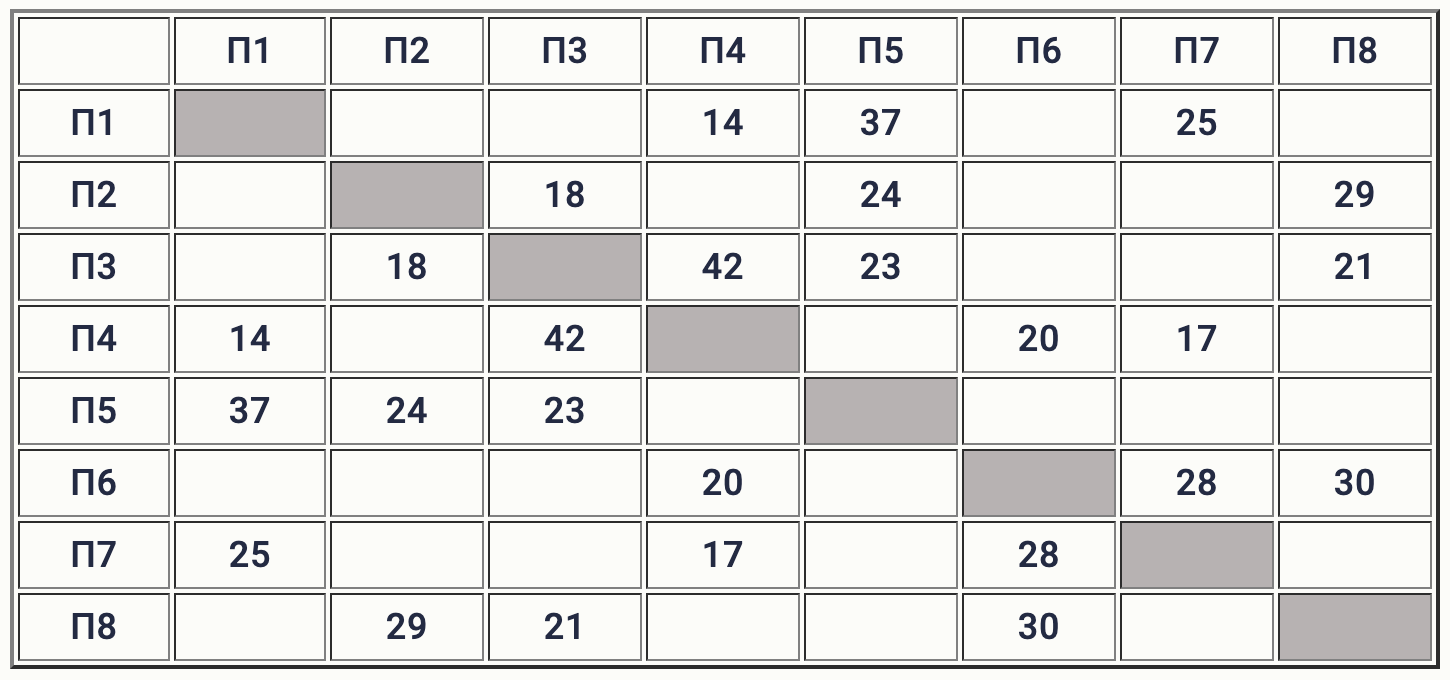 П1 П2 П3 П4 П5 П6 П7 П8
П1 14 37 25
П2 18 24 29
П3 18 42 23 21
П4 14 42 20 17
П5 37 24 23
П6 20 28 30
П7 25 17 28
П8 29 21 30